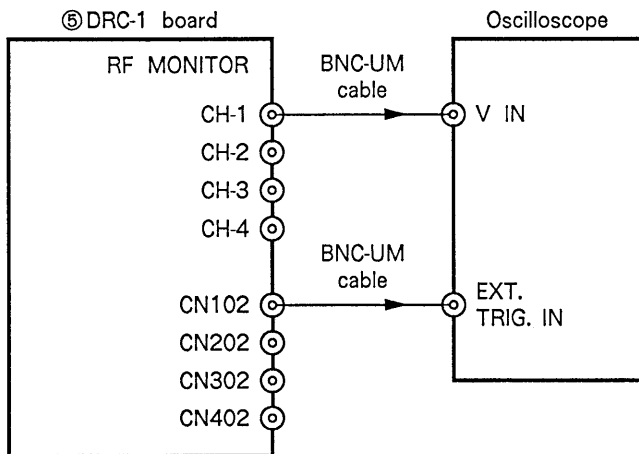 ⑤DRC-1 board
Oscilloscope
RF MONITOR
BNC-UM
cable
CH-1
V IN
CH-2
CH-3
CH-4
BNC-UM
cable
CN102
EXT.
TRIG. IN
CN202
CN302
CN402